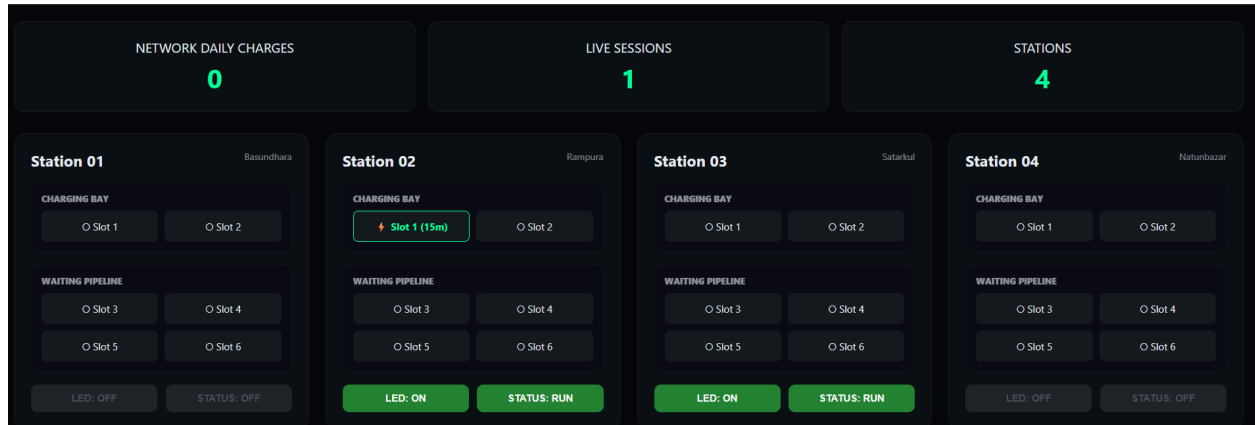 NETWORK DAILY CHARGES
0
LIVE SESSIONS
1
STATIONS
4
Station 01
Basundhara
CHARGING BAY
Slot 1
Slot 2
WAITING PIPELINE
Slot 3
Slot 4
Slot 5
Slot 6
LED: OFF
STATUS: OFF
Station 02
Rampura
CHARGING BAY
Slot 1 (15m)
Slot 2
WAITING PIPELINE
Slot 3
Slot 4
Slot 5
Slot 6
LED: ON
STATUS: RUN
Station 03
Satarkul
CHARGING BAY
Slot 1
Slot 2
WAITING PIPELINE
Slot 3
Slot 4
Slot 5
Slot 6
LED: ON
STATUS: RUN
Station 04
Natunbazar
CHARGING BAY
Slot 1
Slot 2
WAITING PIPELINE
Slot 3
Slot 4
Slot 5
Slot 6
LED: OFF
STATUS: OFF